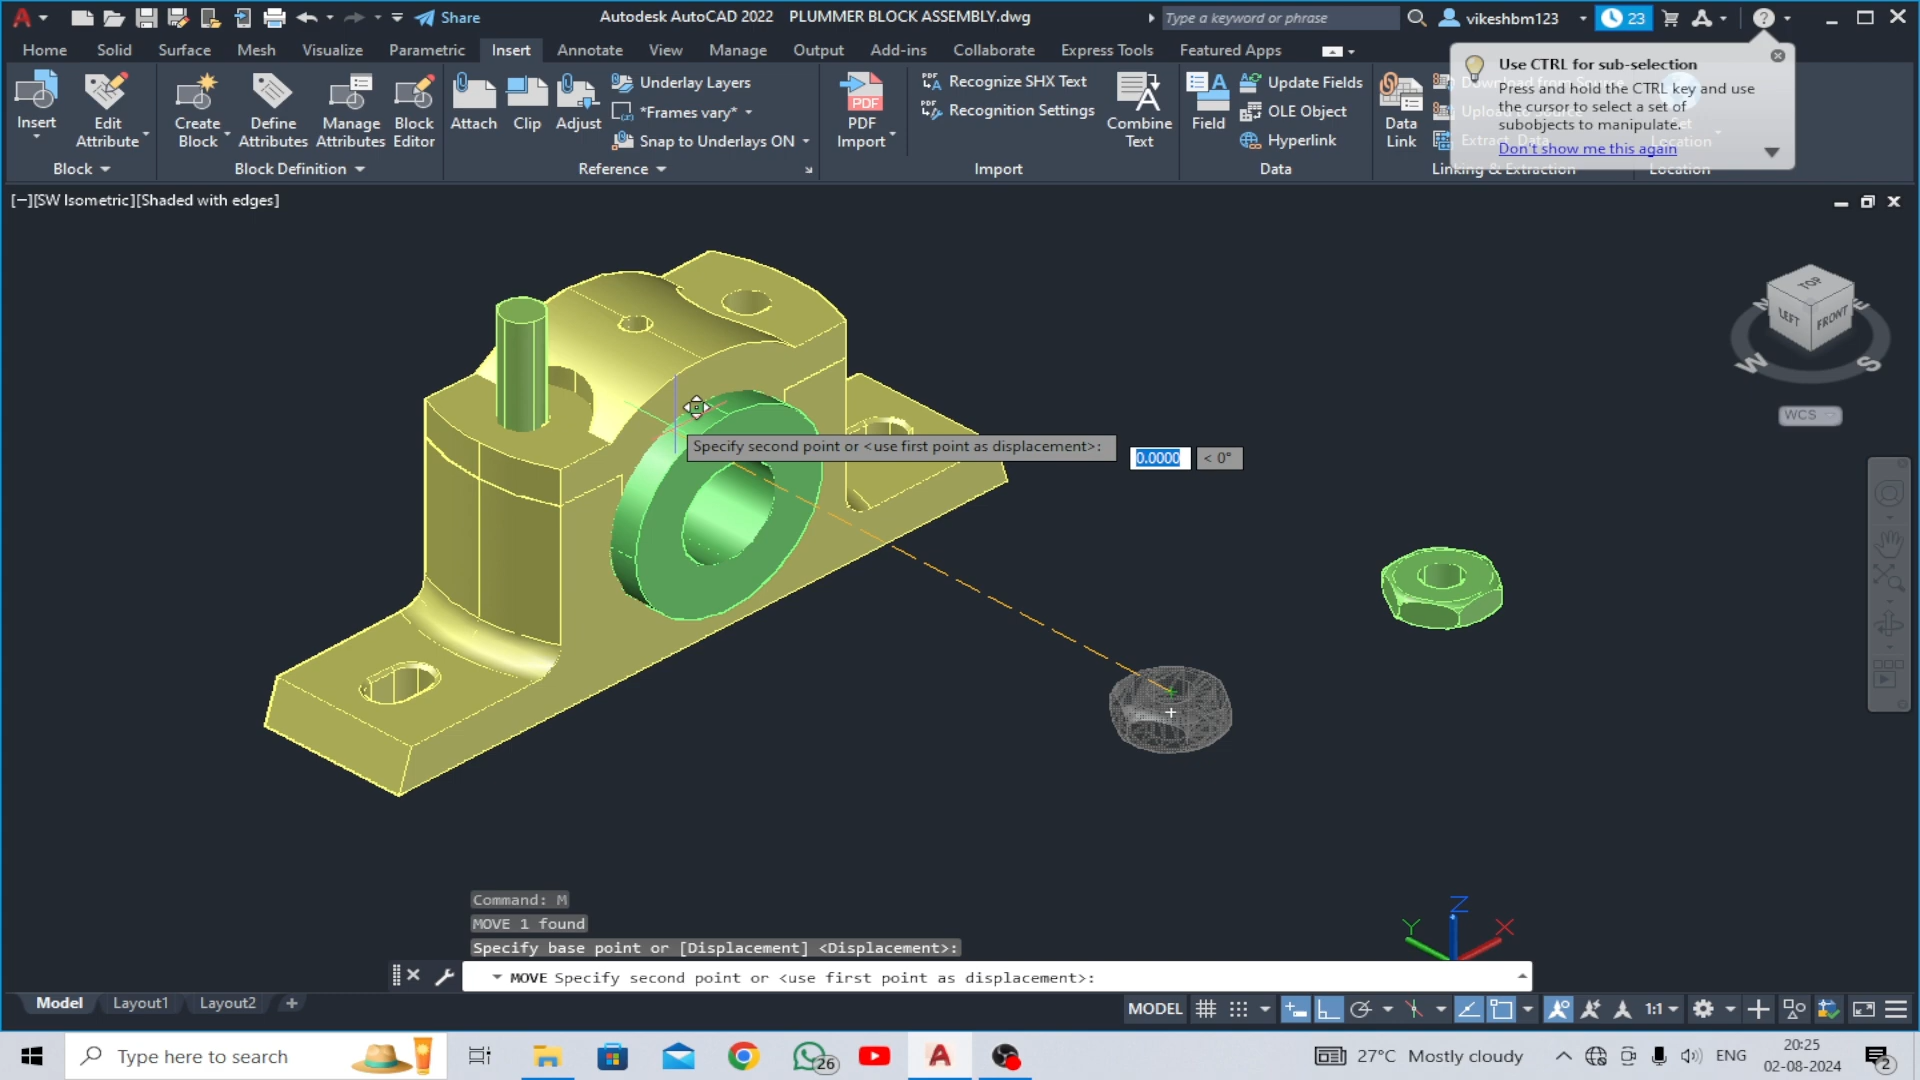 Share
Autodesk AutoCAD 2022 PLUMMER BLOCK ASSEMBLY.dwg
Type a keyword or phrase
vikeshbm123
23
Home Solid Surface Mesh Visualize Parametric Insert Annotate View Manage Output Add-ins Collaborate Express Tools Featured Apps
Insert
Edit Attribute
Create Block
Define Attributes
Manage Attributes
Block Editor
Attach
Clip
Adjust
Underlay Layers
*Frames vary*
Snap to Underlays ON
PDF Import
Recognize SHX Text
Recognition Settings
Combine Text
Field
Update Fields
OLE Object
Hyperlink
Data Link
Use CTRL for sub-selection
Press and hold the CTRL key and use
the cursor to select a set of
subobjects to manipulate.
Don't show me this again
Block
Block Definition
Reference
Import
Data
Linking & Extraction
Location
[−][SW Isometric][Shaded with edges]
TOP
LEFT
FRONT
W
S
WCS
Specify second point or <use first point as displacement>:
0.0000
< 0°
Command: M
MOVE 1 found
Specify base point or [Displacement] <Displacement>:
MOVE Specify second point or <use first point as displacement>:
Z
Y
X
Model
Layout1
Layout2
MODEL
1:1
Type here to search
26
27°C Mostly cloudy
ENG
20:25
02-08-2024
2